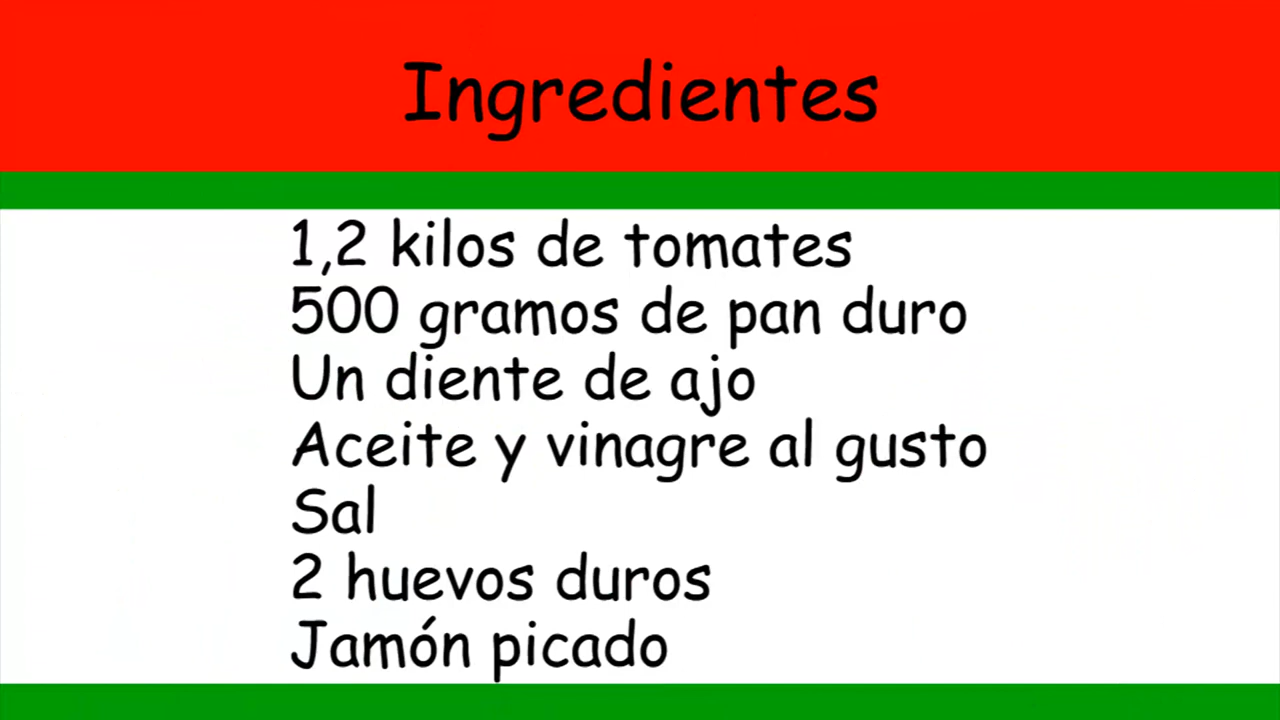 Ingredientes
1,2 kilos de tomates
500 gramos de pan duro
Un diente de ajo
Aceite y vinagre al gusto
Sal
2 huevos duros
Jamón picado